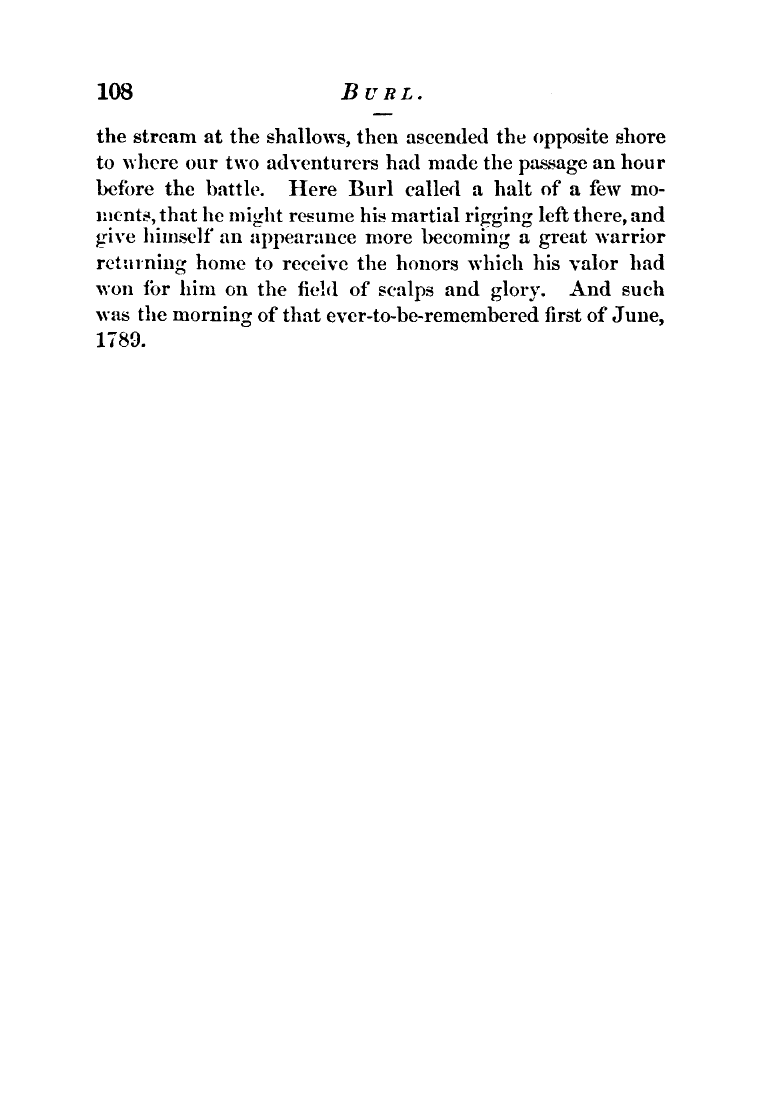 108 BURL.
the stream at the shallows, then ascended the opposite shore
to where our two adventurers had made the passage an hour
before the battle. Here Burl called a halt of a few mo-
ments, that he might resume his martial rigging left there, and
give himself an appearance more becoming a great warrior
returning home to receive the honors which his valor had
won for him on the field of scalps and glory. And such
was the morning of that ever-to-be-remembered first of June,
1789.